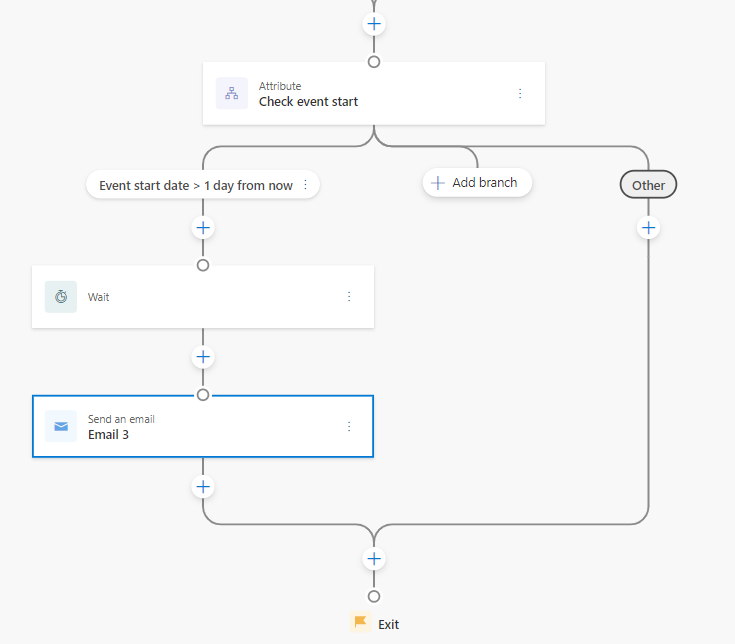 Attribute
Check event start
Event start date > 1 day from now
Add branch
Other
Wait
Send an email
Email 3
Exit